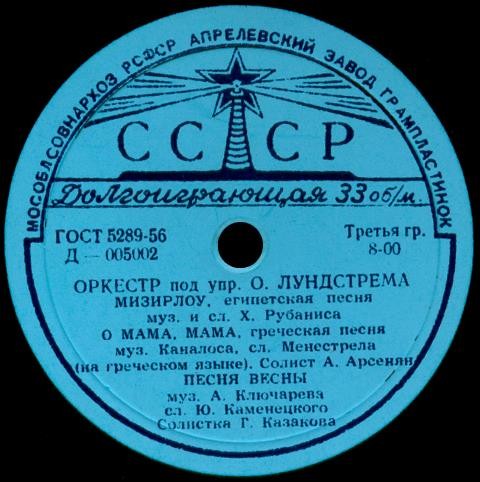 МОСОБЛСОВНАРХОЗ РСФСР АПРЕЛЕВСКИЙ ЗАВОД ГРАМПЛАСТИНОК
СССР
Долгоиграющая 33 об/м.
ГОСТ 5289-56
Д — 005002
Третья гр.
8-00
ОРКЕСТР под упр. О. ЛУНДСТРЕМА
МИЗИРЛОУ, египетская песня
муз. и сл. Х. Рубаниса
О МАМА, МАМА, греческая песня
муз. Каналоса, сл. Менестрела
(на греческом языке). Солист А. Арсенян
ПЕСНЯ ВЕСНЫ
муз. А. Ключарева
сл. Ю. Каменецкого
Солистка Г. Казакова